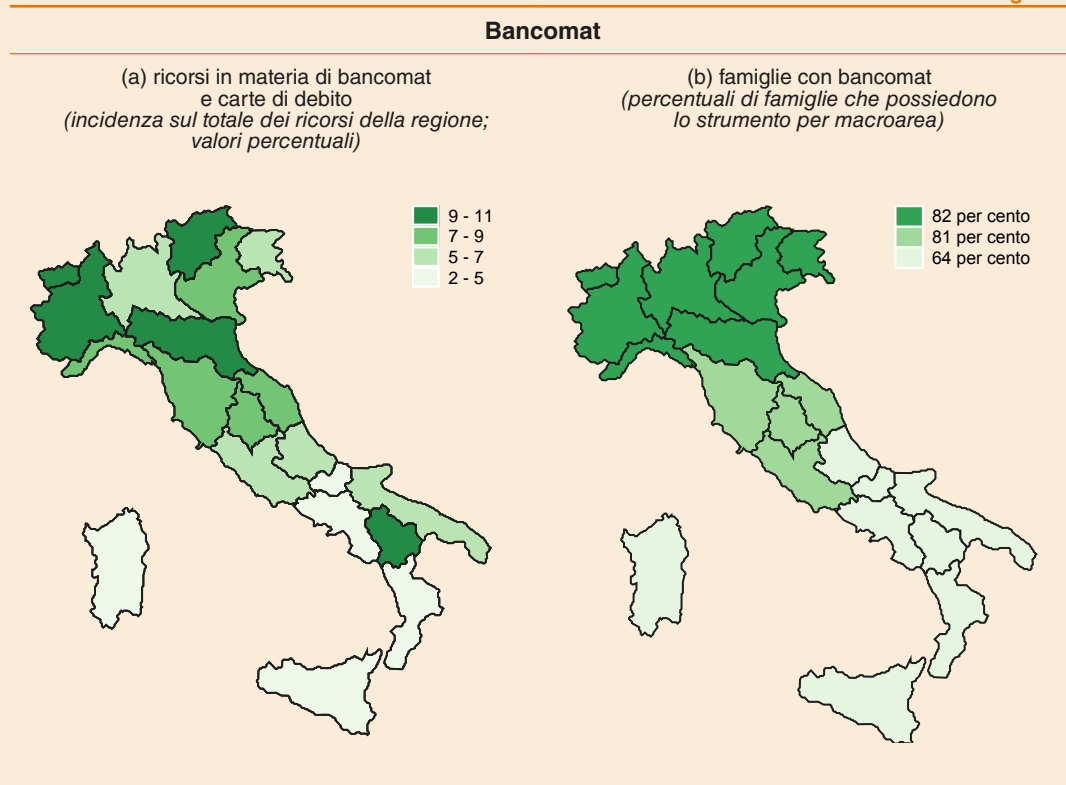 Bancomat
(a) ricorsi in materia di bancomat
e carte di debito
(incidenza sul totale dei ricorsi della regione;
valori percentuali)
9 - 11
7 - 9
5 - 7
2 - 5
(b) famiglie con bancomat
(percentuali di famiglie che possiedono
lo strumento per macroarea)
82 per cento
81 per cento
64 per cento